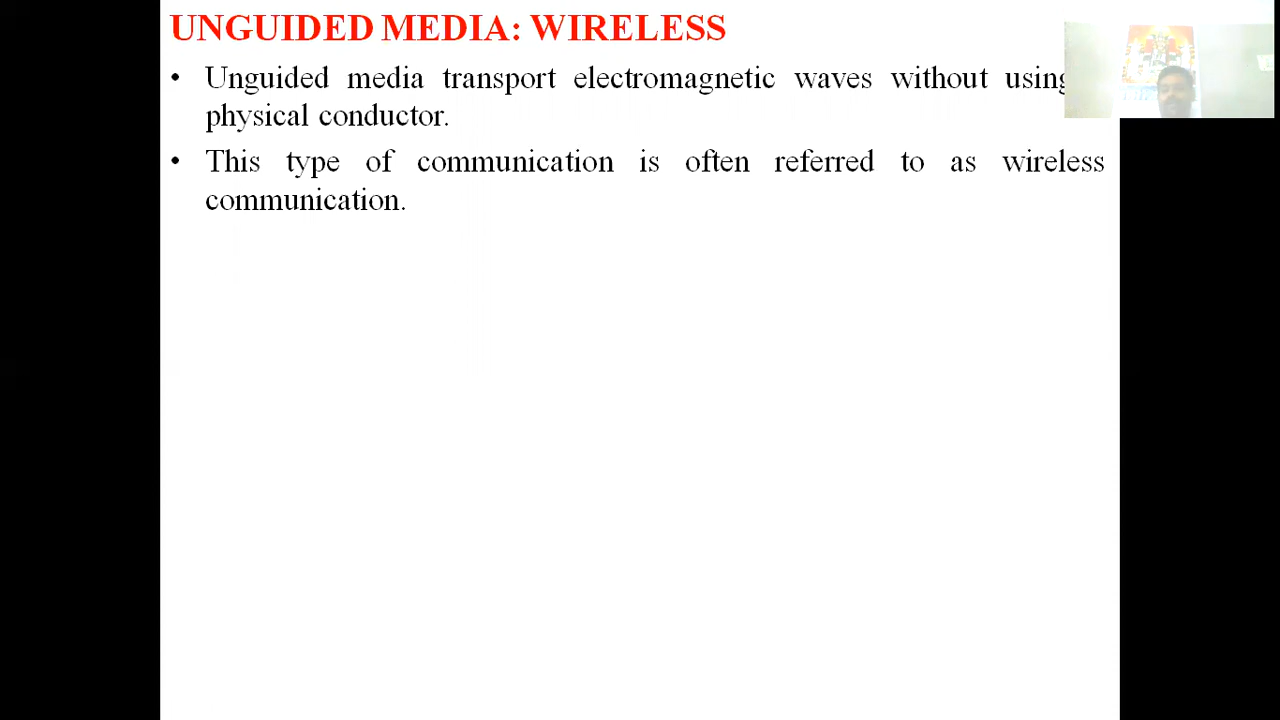 UNGUIDED MEDIA: WIRELESS
• Unguided media transport electromagnetic waves without using
physical conductor.
• This type of communication is often referred to as wireless
communication.